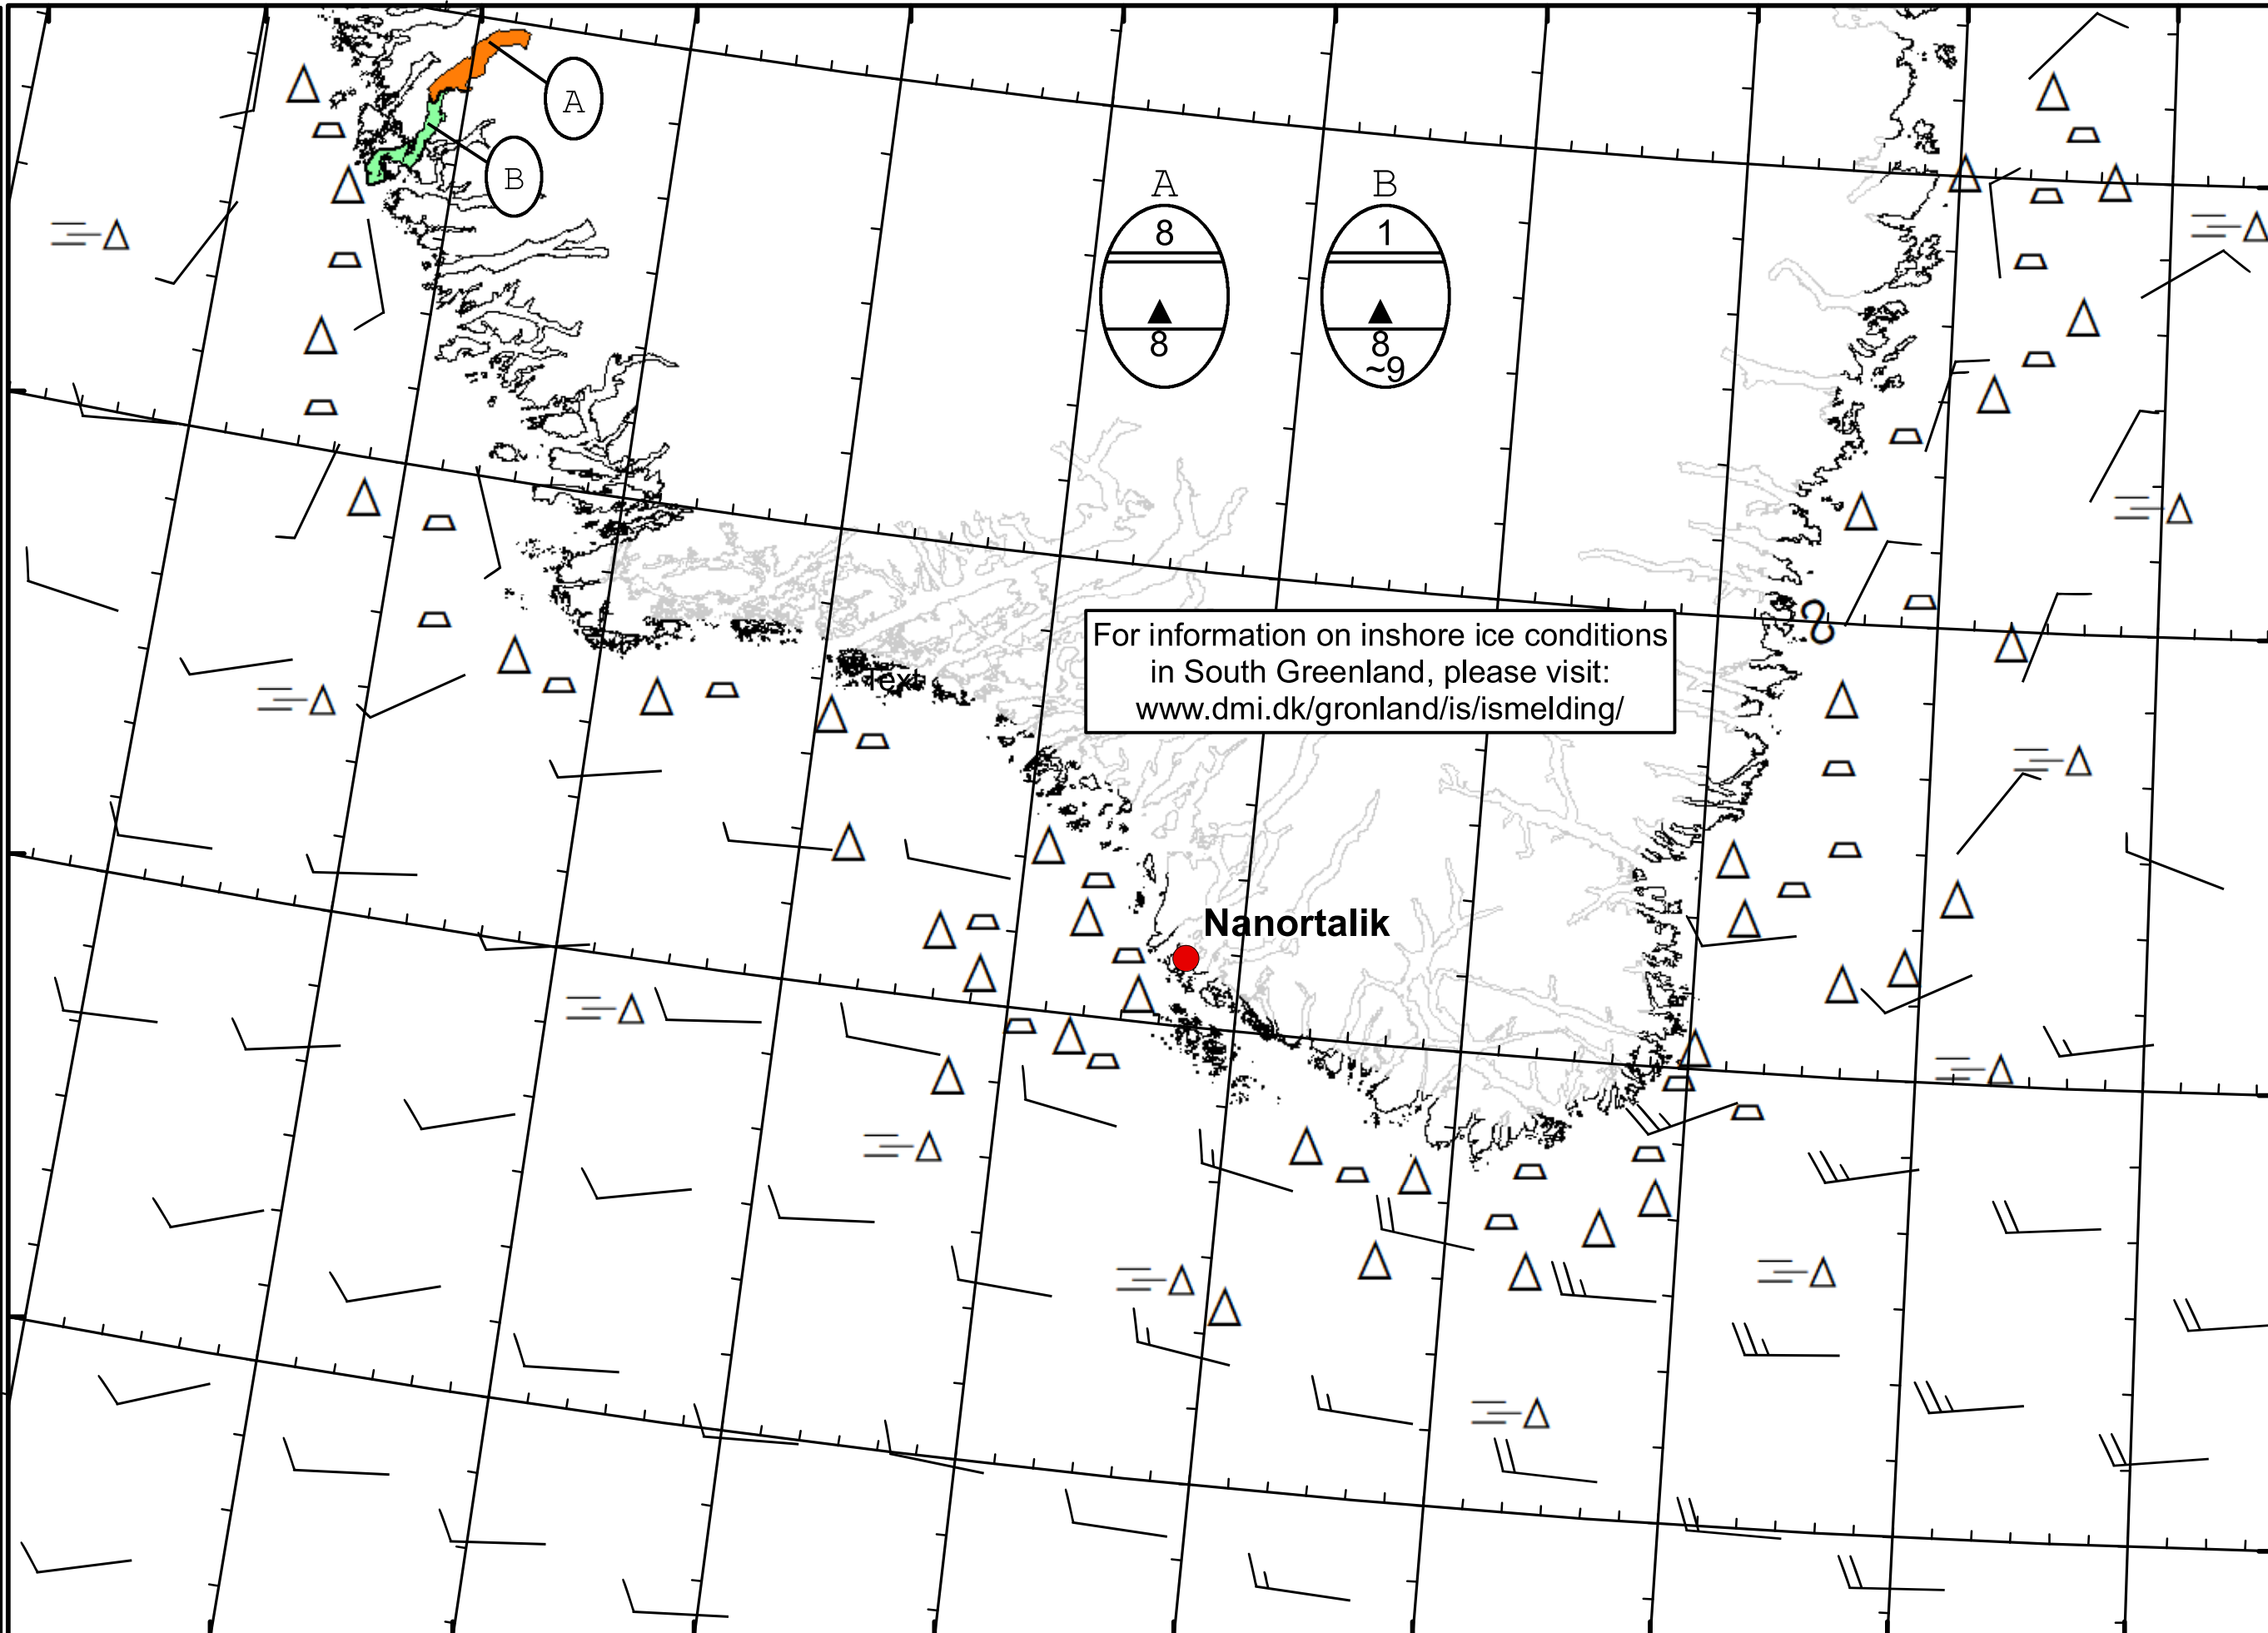 A
B
A
B
8
1
8
8
~9
For information on inshore ice conditions
in South Greenland, please visit:
www.dmi.dk/gronland/is/ismelding/
Text
Nanortalik